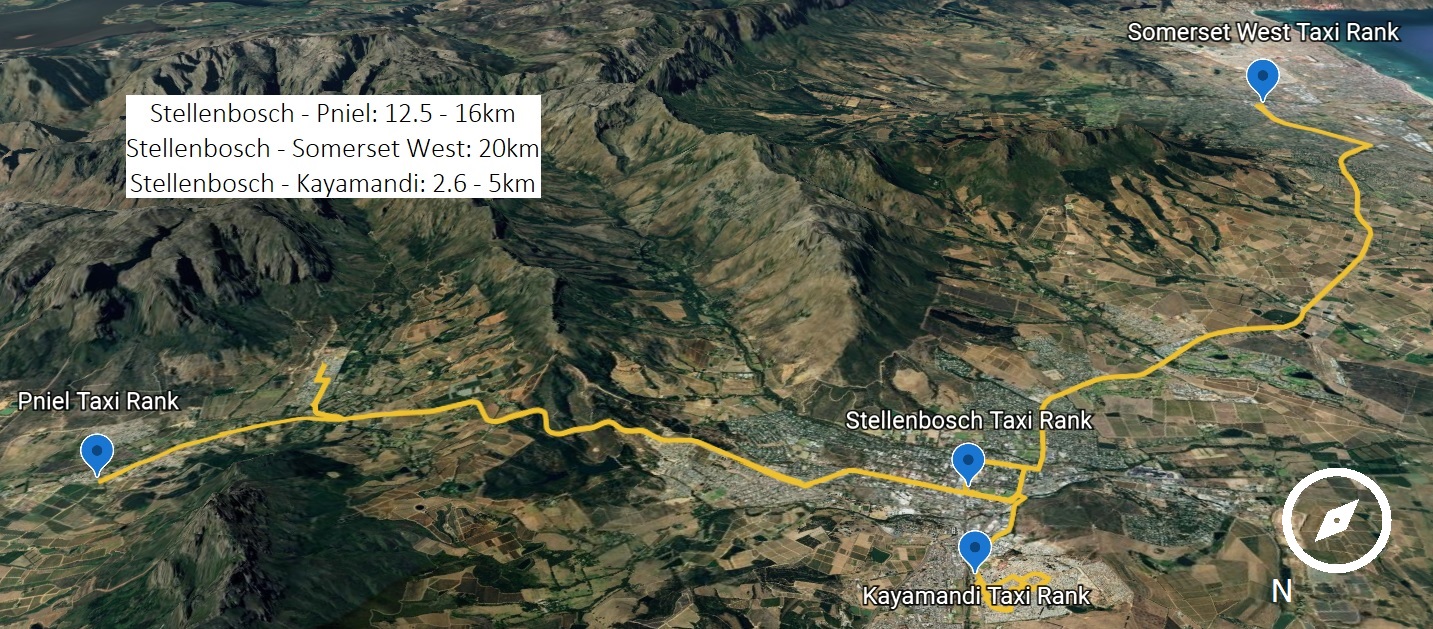 Somerset West Taxi Rank
Stellenbosch - Pniel: 12.5 - 16km
Stellenbosch - Somerset West: 20km
Stellenbosch - Kayamandi: 2.6 - 5km
Pniel Taxi Rank
Stellenbosch Taxi Rank
Kayamandi Taxi Rank
N